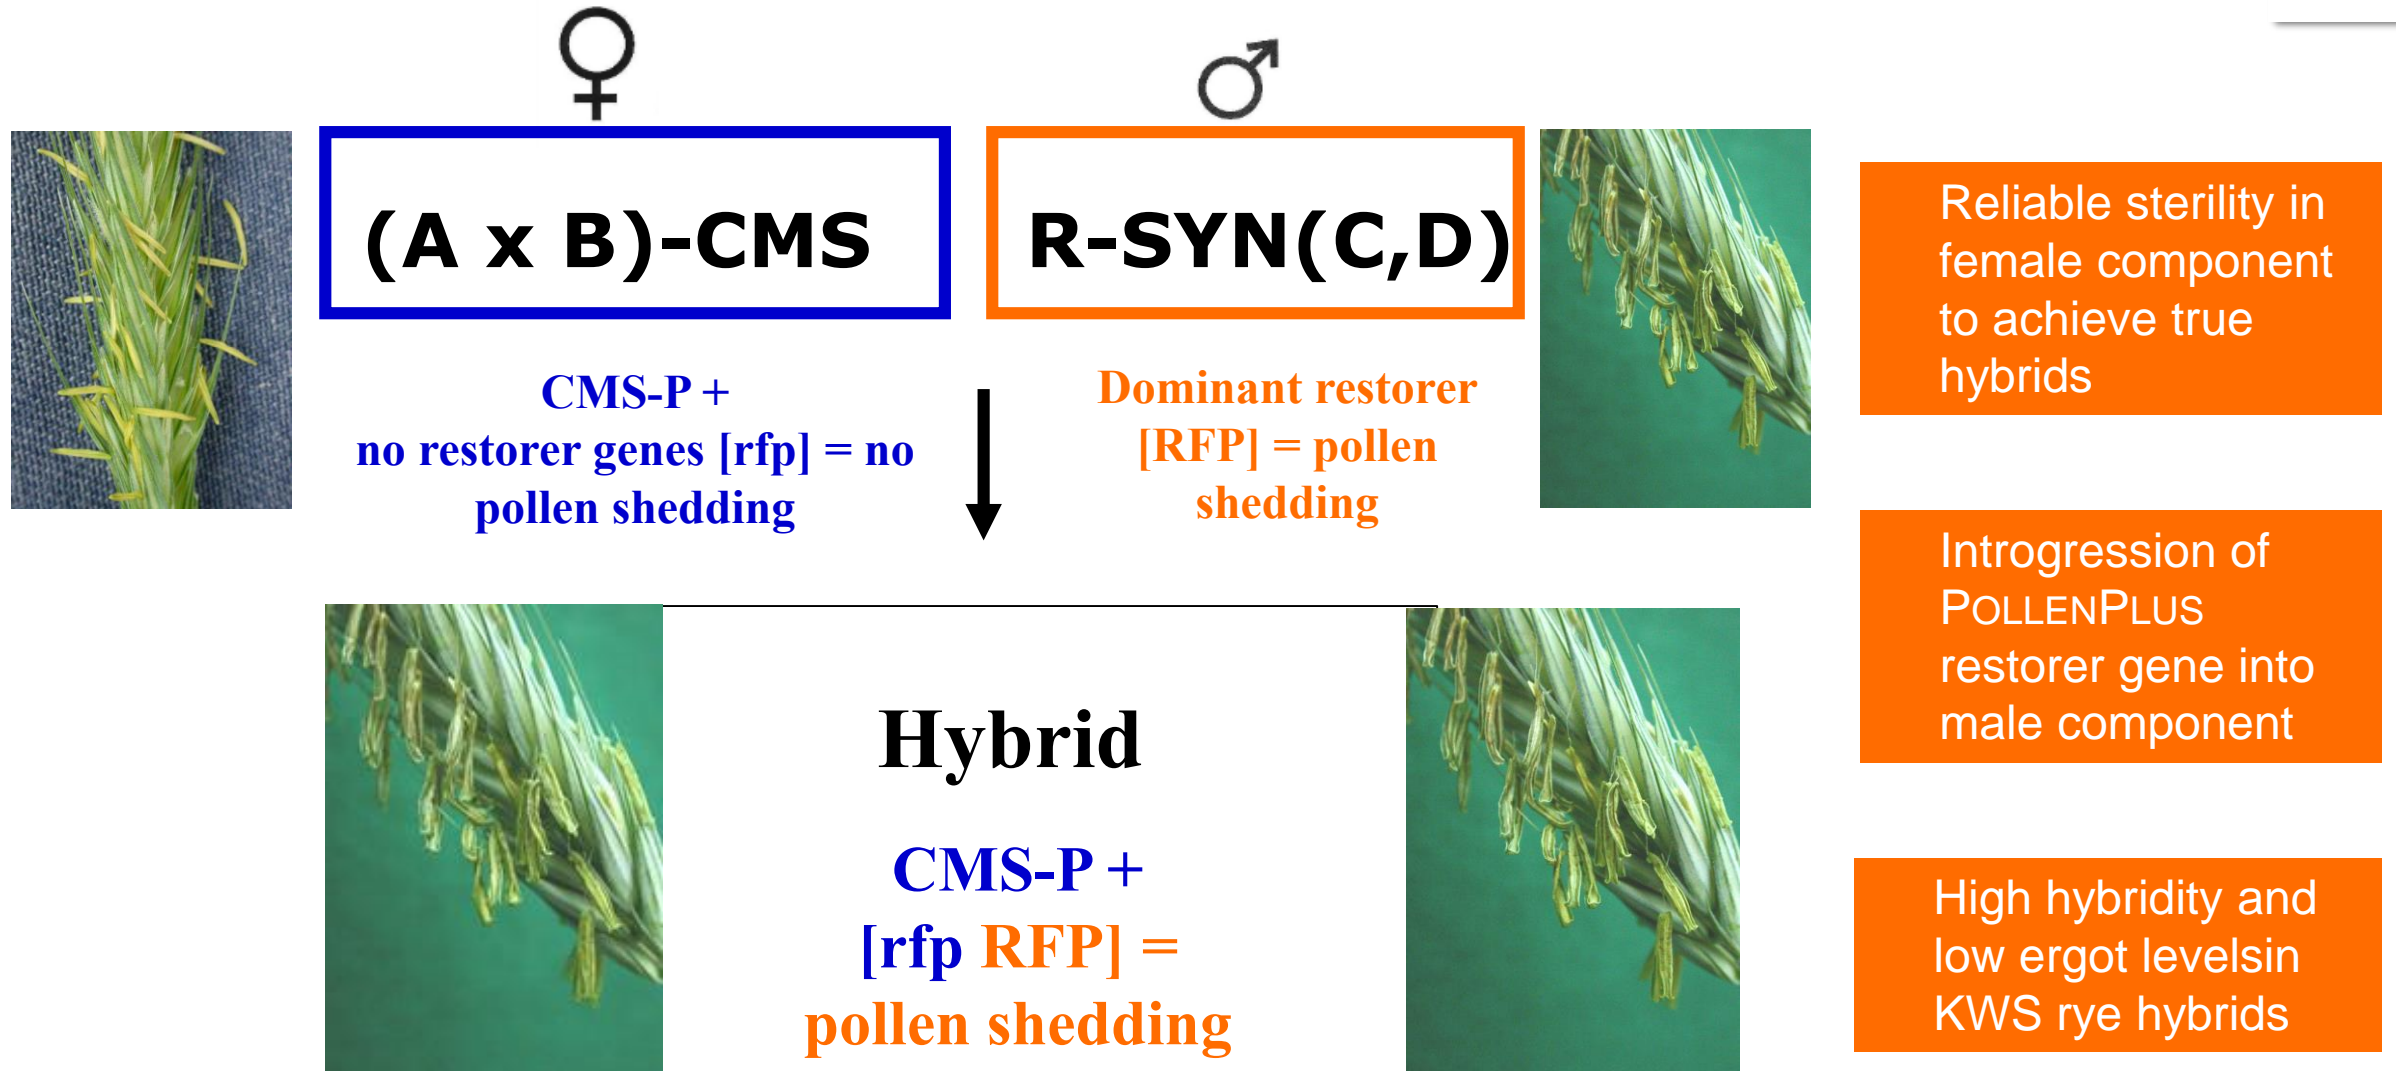 (A x B)-CMS
R-SYN(C,D)
CMS-P +
no restorer genes [rfp] = no
pollen shedding
Dominant restorer
[RFP] = pollen
shedding
Hybrid
CMS-P +
[rfp RFP] =
pollen shedding
Reliable sterility in
female component
to achieve true
hybrids
Introgression of
POLLENPLUS
restorer gene into
male component
High hybridity and
low ergot levelsin
KWS rye hybrids